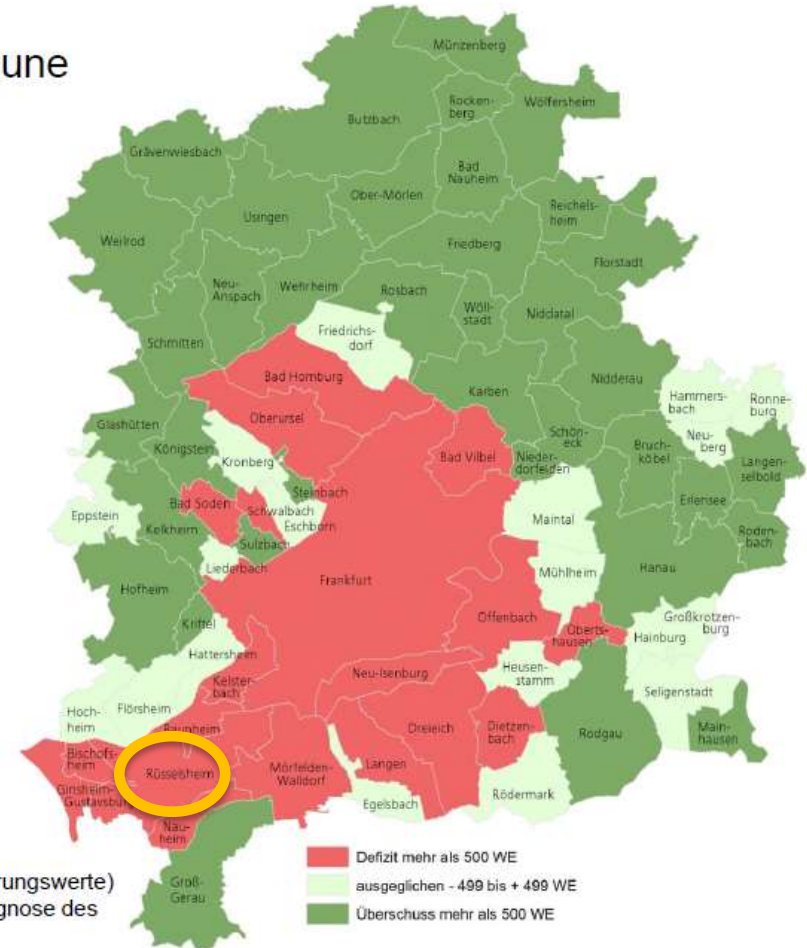 une
Münzenberg
Rocken-
berg
Wölfersheim
Butzbach
Grävenwiesbach
Bad
Nauheim
Ober-Mörlen
Usingen
Reichels-
heim
Weilrod
Friedberg
Florstadt
Neu-
Anspach
Wehrheim
Rosbach
Wöll-
stadt
Niddatal
Friedrichs-
dorf
Schmitten
Bad Homburg
Nidderau
Karben
Hammers-
bach
Ronne-
burg
Oberursel
Glashütten
Schön-
eck
Neu-
berg
Königstein
Kronberg
Bad Vilbel
Nieder-
dorfelden
Bruch-
köbel
Langen-
selbold
Steinbach
Erlensee
Bad Soden
Schwalbach
Eschborn
Eppstein
Kelkheim
Maintal
Roden-
bach
Sulzbach
Liederbach
Frankfurt
Mühlheim
Hanau
Hofheim
Kriftel
Offenbach
Oberts-
hausen
Großkrotzen-
burg
Hainburg
Hattersheim
Neu-Isenburg
Heusen-
stamm
Kelster-
bach
Seligenstadt
Hoch-
heim
Flörsheim
Dreieich
Dietzen-
bach
Rodgau
Main-
hausen
Raunheim
Bischofs-
heim
Rüsselsheim
Mörfelden-
Walldorf
Langen
Ginsheim-
Gustavsburg
Egelsbach
Rödermark
Nau-
heim
Groß-
Gerau
Defizit mehr als 500 WE
ausgeglichen - 499 bis + 499 WE
Überschuss mehr als 500 WE
rungswerte)
gnose des